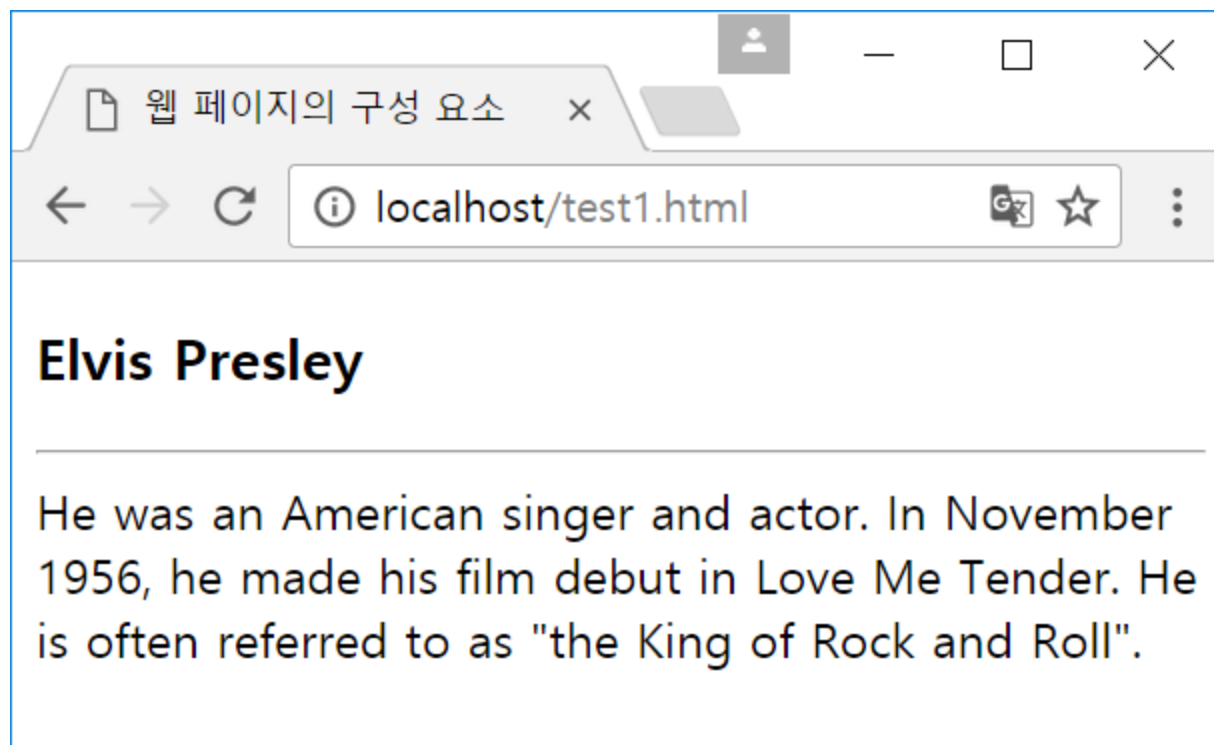 웹 페이지의 구성 요소
localhost/test1.html
Elvis Presley
He was an American singer and actor. In November
1956, he made his film debut in Love Me Tender. He
is often referred to as "the King of Rock and Roll".